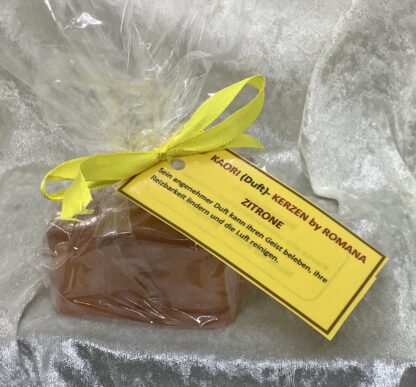 KAORI (Duft)- KERZEN by ROMANA
ZITRONE
Sein angenehmer Duft kann ihren Geist beleben, ihre
Reizbarkeit lindern und die Luft reinigen.